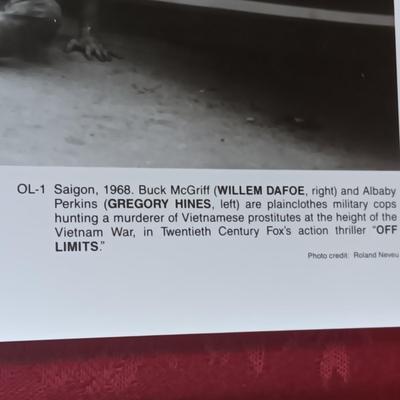 OL-1 Saigon, 1968. Buck McGriff (WILLEM DAFOE, right) and Albaby
Perkins (GREGORY HINES, left) are plainclothes military cops
hunting a murderer of Vietnamese prostitutes at the height of the
Vietnam War, in Twentieth Century Fox's action thriller "OFF
LIMITS."
Photo credit: Roland Neveu